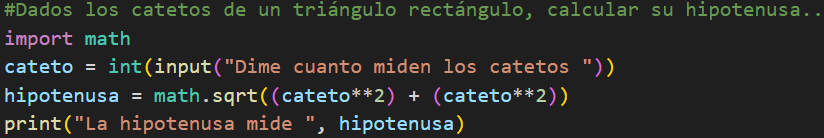 #Dados los catetos de un triángulo rectángulo, calcular su hipotenusa..
import math
cateto = int(input("Dime cuanto miden los catetos "))
hipotenusa = math.sqrt((cateto**2) + (cateto**2))
print("La hipotenusa mide ", hipotenusa)